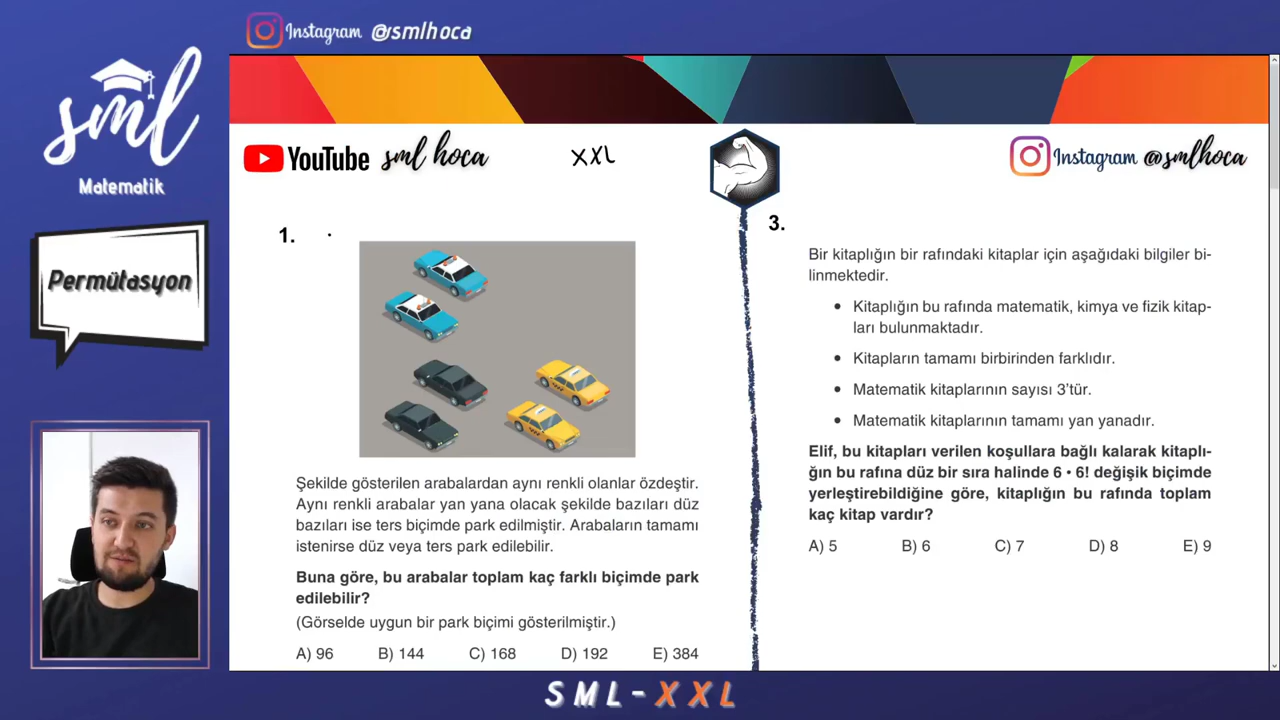 Instagram @smlhoca
sml
Matematik
Permütasyon
YouTube sml hoca
XXL
Instagram @smlhoca
1.
Şekilde gösterilen arabalardan aynı renkli olanlar özdeştir.
Aynı renkli arabalar yan yana olacak şekilde bazıları düz
bazıları ise ters biçimde park edilmiştir. Arabaların tamamı
istenirse düz veya ters park edilebilir.
Buna göre, bu arabalar toplam kaç farklı biçimde park
edilebilir?
(Görselde uygun bir park biçimi gösterilmiştir.)
A) 96 B) 144 C) 168 D) 192 E) 384
3.
Bir kitaplığın bir rafındaki kitaplar için aşağıdaki bilgiler bi-
linmektedir.
• Kitaplığın bu rafında matematik, kimya ve fizik kitap-
ları bulunmaktadır.
• Kitapların tamamı birbirinden farklıdır.
• Matematik kitaplarının sayısı 3'tür.
• Matematik kitaplarının tamamı yan yanadır.
Elif, bu kitapları verilen koşullara bağlı kalarak kitaplı-
ğın bu rafına düz bir sıra halinde 6 • 6! değişik biçimde
yerleştirebildiğine göre, kitaplığın bu rafında toplam
kaç kitap vardır?
A) 5 B) 6 C) 7 D) 8 E) 9
SML-XXL